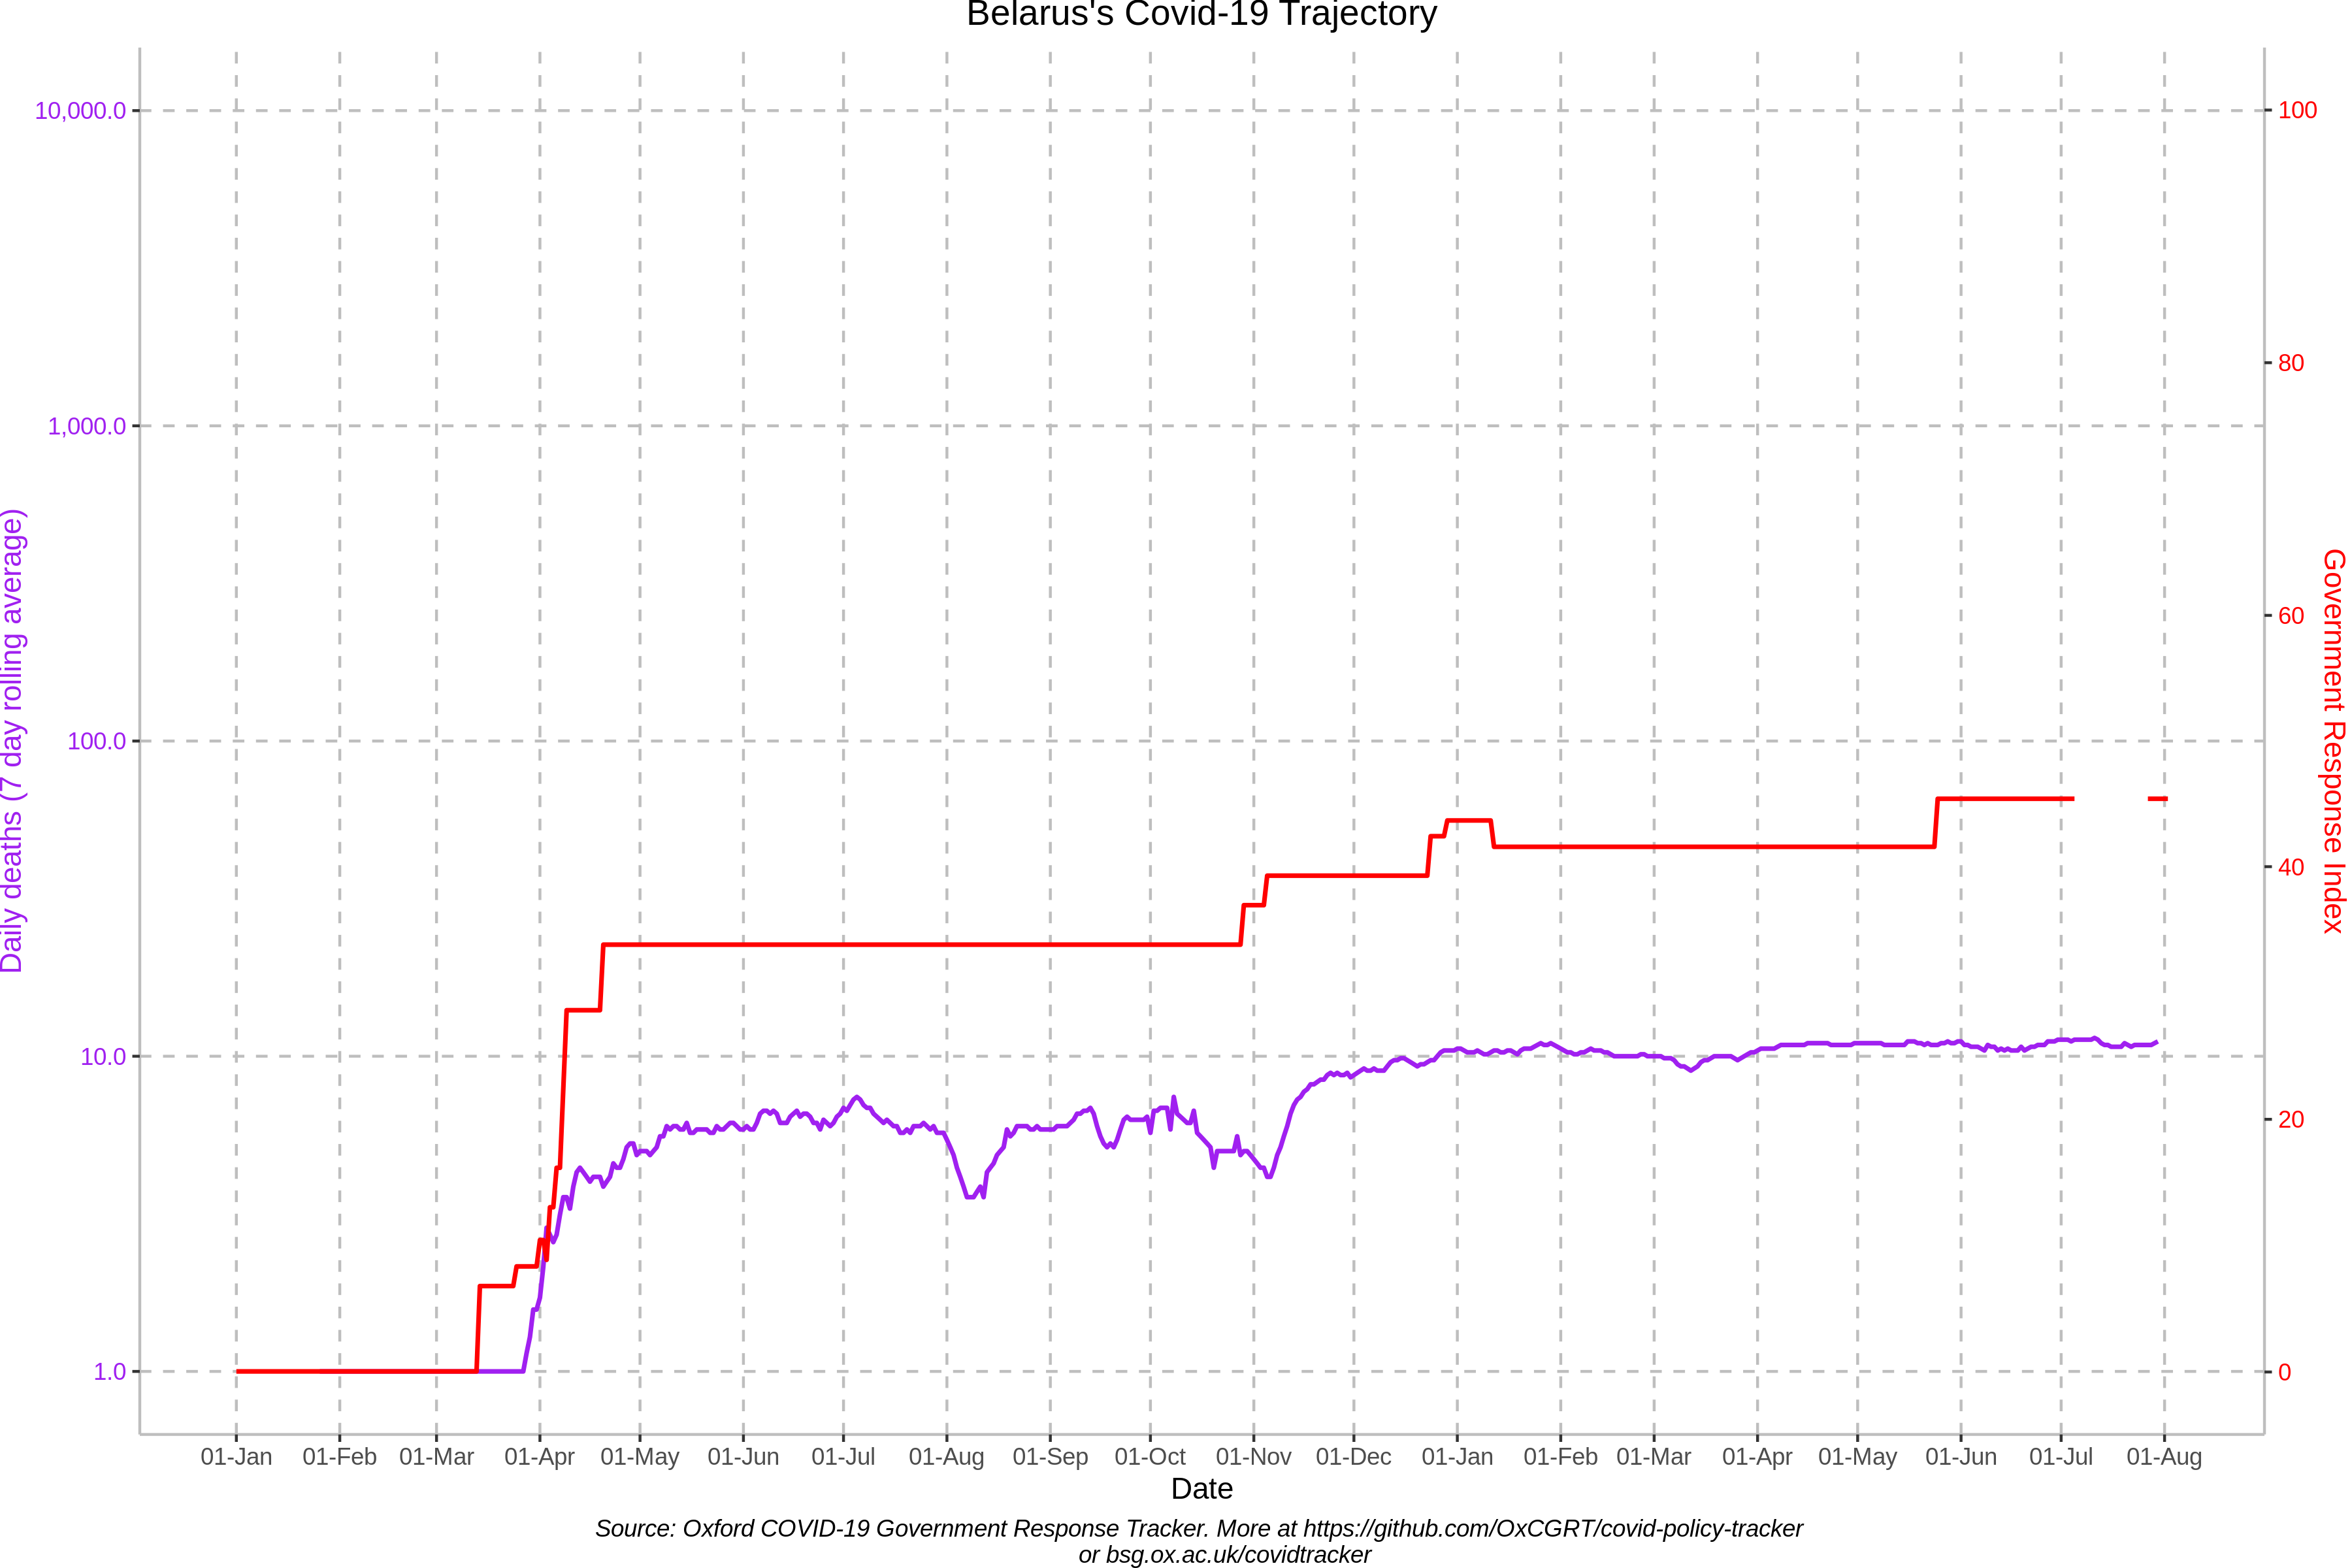 Belarus's Covid-19 Trajectory
Daily deaths (7 day rolling average)
10,000.0
1,000.0
100.0
10.0
1.0
100
80
60
40
20
0
Government Response Index
01-Jan 01-Feb 01-Mar 01-Apr 01-May 01-Jun 01-Jul 01-Aug 01-Sep 01-Oct 01-Nov 01-Dec 01-Jan 01-Feb 01-Mar 01-Apr 01-May 01-Jun 01-Jul 01-Aug
Date
Source: Oxford COVID-19 Government Response Tracker. More at https://github.com/OxCGRT/covid-policy-tracker
or bsg.ox.ac.uk/covidtracker